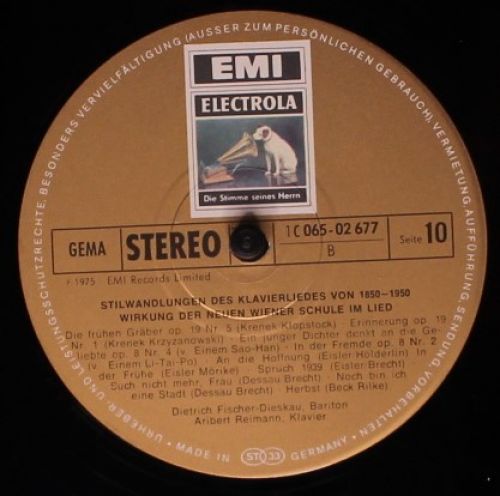 URHEBER- UND LEISTUNGSSCHUTZRECHTE, BESONDERS VERVIELFÄLTIGUNG (AUSSER ZUM PERSÖNLICHEN GEBRAUCH), VERMIETUNG, AUFFÜHRUNG, SENDUNG, VORBEHALTEN
EMI
ELECTROLA
Die Stimme seines Herrn
GEMA
STEREO
1 C 065-02 677
B
Seite 10
℗ 1975 EMI Records Limited
STILWANDLUNGEN DES KLAVIERLIEDES VON 1850-1950
WIRKUNG DER NEUEN WIENER SCHULE IM LIED
Die frühen Gräber op. 19 Nr. 5 (Krenek Klopstock) - Erinnerung op. 19
Nr. 1 (Krenek Krzyzanowski) - Ein junger Dichter denkt an die Ge-
liebte op. 8 Nr. 4 (v. Einem Sao-Han) - In der Fremde op. 8 Nr. 2
(v. Einem Li-Tai-Po) - An die Hoffnung (Eisler-Hölderlin) - In
der Frühe (Eisler Mörike) - Spruch 1939 (Eisler-Brecht) -
Such nicht mehr, Frau (Dessau Brecht) - Noch bin ich
eine Stadt (Dessau Brecht) - Herbst (Beck Rilke)
Dietrich Fischer-Dieskau, Bariton
Aribert Reimann, Klavier
MADE IN GERMANY
ST 33